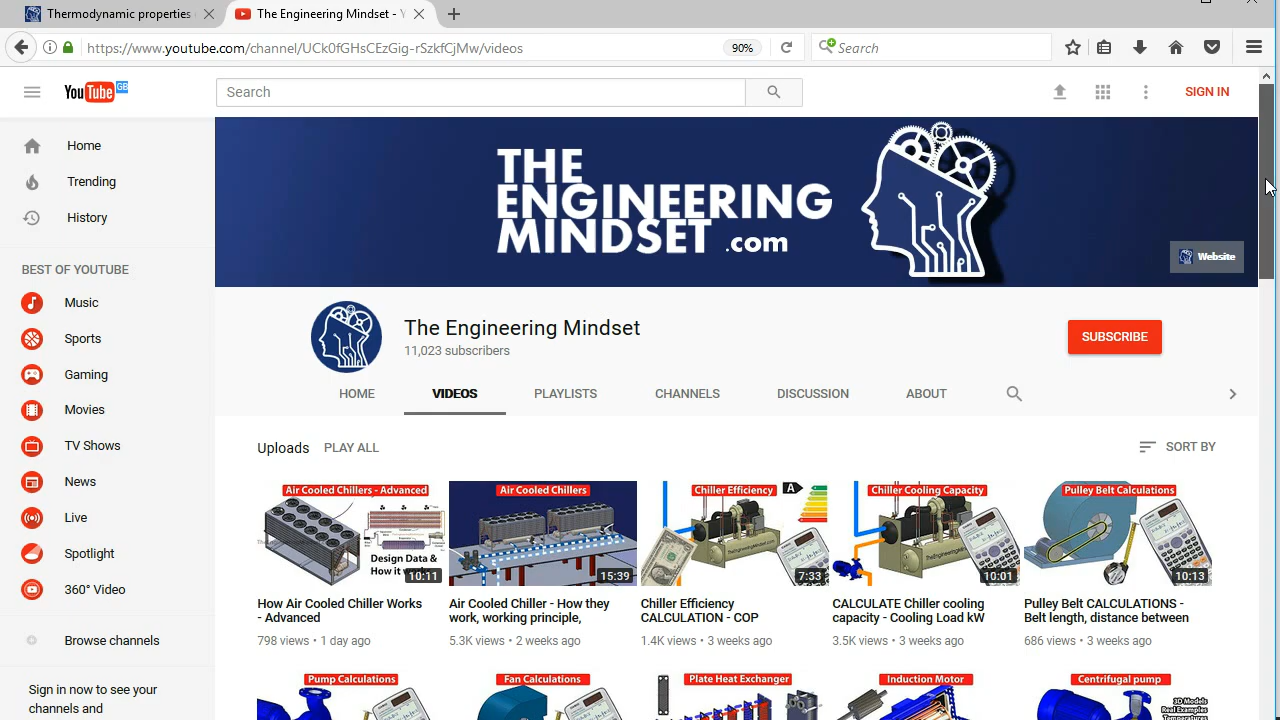 Thermodynamic properties
The Engineering Mindset - Y
https://www.youtube.com/channel/UCk0fGHsCEzGig-rSzkfCjMw/videos
90%
Search
YouTube GB
Search
SIGN IN
Home
Trending
History
BEST OF YOUTUBE
Music
Sports
Gaming
Movies
TV Shows
News
Live
Spotlight
360° Video
Browse channels
Sign in now to see your
channels and
THE
ENGINEERING
MINDSET .com
Website
The Engineering Mindset
11,023 subscribers
SUBSCRIBE
HOME VIDEOS PLAYLISTS CHANNELS DISCUSSION ABOUT
Uploads PLAY ALL
SORT BY
Air Cooled Chillers - Advanced
Design Data &
How it
10:11
How Air Cooled Chiller Works
- Advanced
798 views • 1 day ago
Air Cooled Chillers
15:39
Air Cooled Chiller - How they
work, working principle,
5.3K views • 2 weeks ago
Chiller Efficiency
A
7:33
Chiller Efficiency
CALCULATION - COP
1.4K views • 3 weeks ago
Chiller Cooling Capacity
10:01
CALCULATE Chiller cooling
capacity - Cooling Load kW
3.5K views • 3 weeks ago
Pulley Belt Calculations
10:13
Pulley Belt CALCULATIONS -
Belt length, distance between
686 views • 3 weeks ago
Pump Calculations
Fan Calculations
Plate Heat Exchanger
Induction Motor
Centrifugal pump
3D Models
Real Examples